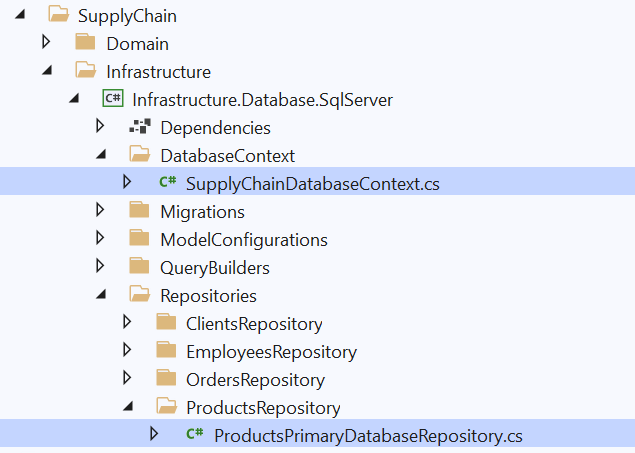 SupplyChain
Domain
Infrastructure
C# Infrastructure.Database.SqlServer
Dependencies
DatabaseContext
C# SupplyChainDatabaseContext.cs
Migrations
ModelConfigurations
QueryBuilders
Repositories
ClientsRepository
EmployeesRepository
OrdersRepository
ProductsRepository
C# ProductsPrimaryDatabaseRepository.cs